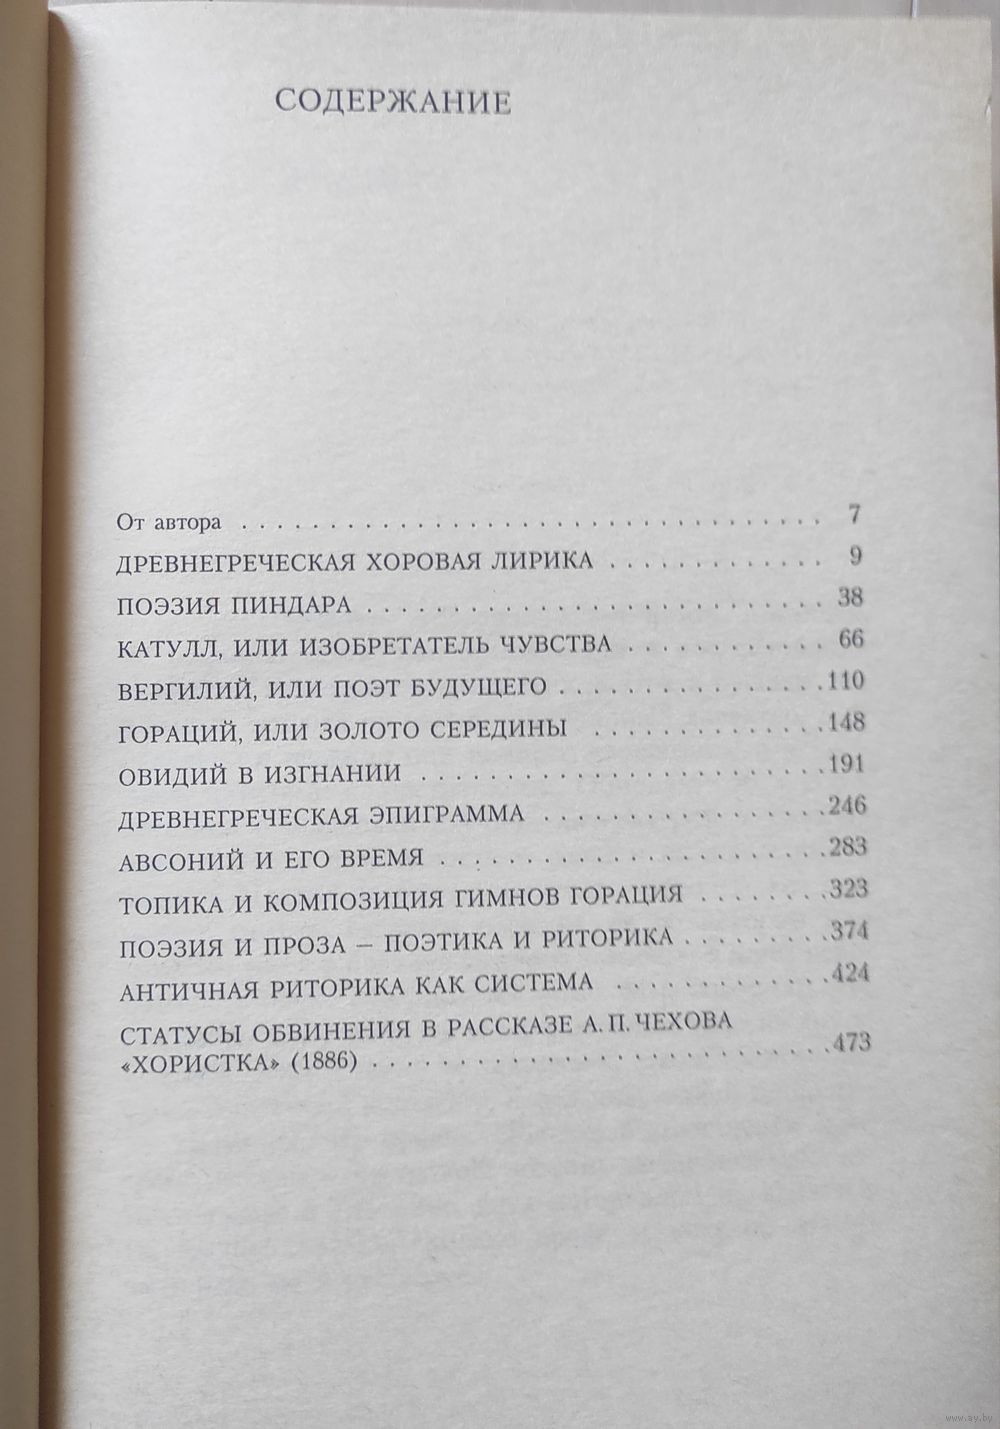 СОДЕРЖАНИЕ
От автора . . . . . . . . . . . . . . . . . . . . . . . . . . . . . . . . . 7
ДРЕВНЕГРЕЧЕСКАЯ ХОРОВАЯ ЛИРИКА . . . . . . . . . . . . . 9
ПОЭЗИЯ ПИНДАРА . . . . . . . . . . . . . . . . . . . . . . . . . . . 38
КАТУЛЛ, ИЛИ ИЗОБРЕТАТЕЛЬ ЧУВСТВА . . . . . . . . . . . . 66
ВЕРГИЛИЙ, ИЛИ ПОЭТ БУДУЩЕГО . . . . . . . . . . . . . . . .110
ГОРАЦИЙ, ИЛИ ЗОЛОТО СЕРЕДИНЫ . . . . . . . . . . . . . .148
ОВИДИЙ В ИЗГНАНИИ . . . . . . . . . . . . . . . . . . . . . . . .191
ДРЕВНЕГРЕЧЕСКАЯ ЭПИГРАММА . . . . . . . . . . . . . . . . .246
АВСОНИЙ И ЕГО ВРЕМЯ . . . . . . . . . . . . . . . . . . . . . . .283
ТОПИКА И КОМПОЗИЦИЯ ГИМНОВ ГОРАЦИЯ . . . . . . . .323
ПОЭЗИЯ И ПРОЗА — ПОЭТИКА И РИТОРИКА . . . . . . . . .374
АНТИЧНАЯ РИТОРИКА КАК СИСТЕМА . . . . . . . . . . . . .424
СТАТУСЫ ОБВИНЕНИЯ В РАССКАЗЕ А. П. ЧЕХОВА
«ХОРИСТКА» (1886) . . . . . . . . . . . . . . . . . . . . . . . . . . .473
www.ay.by